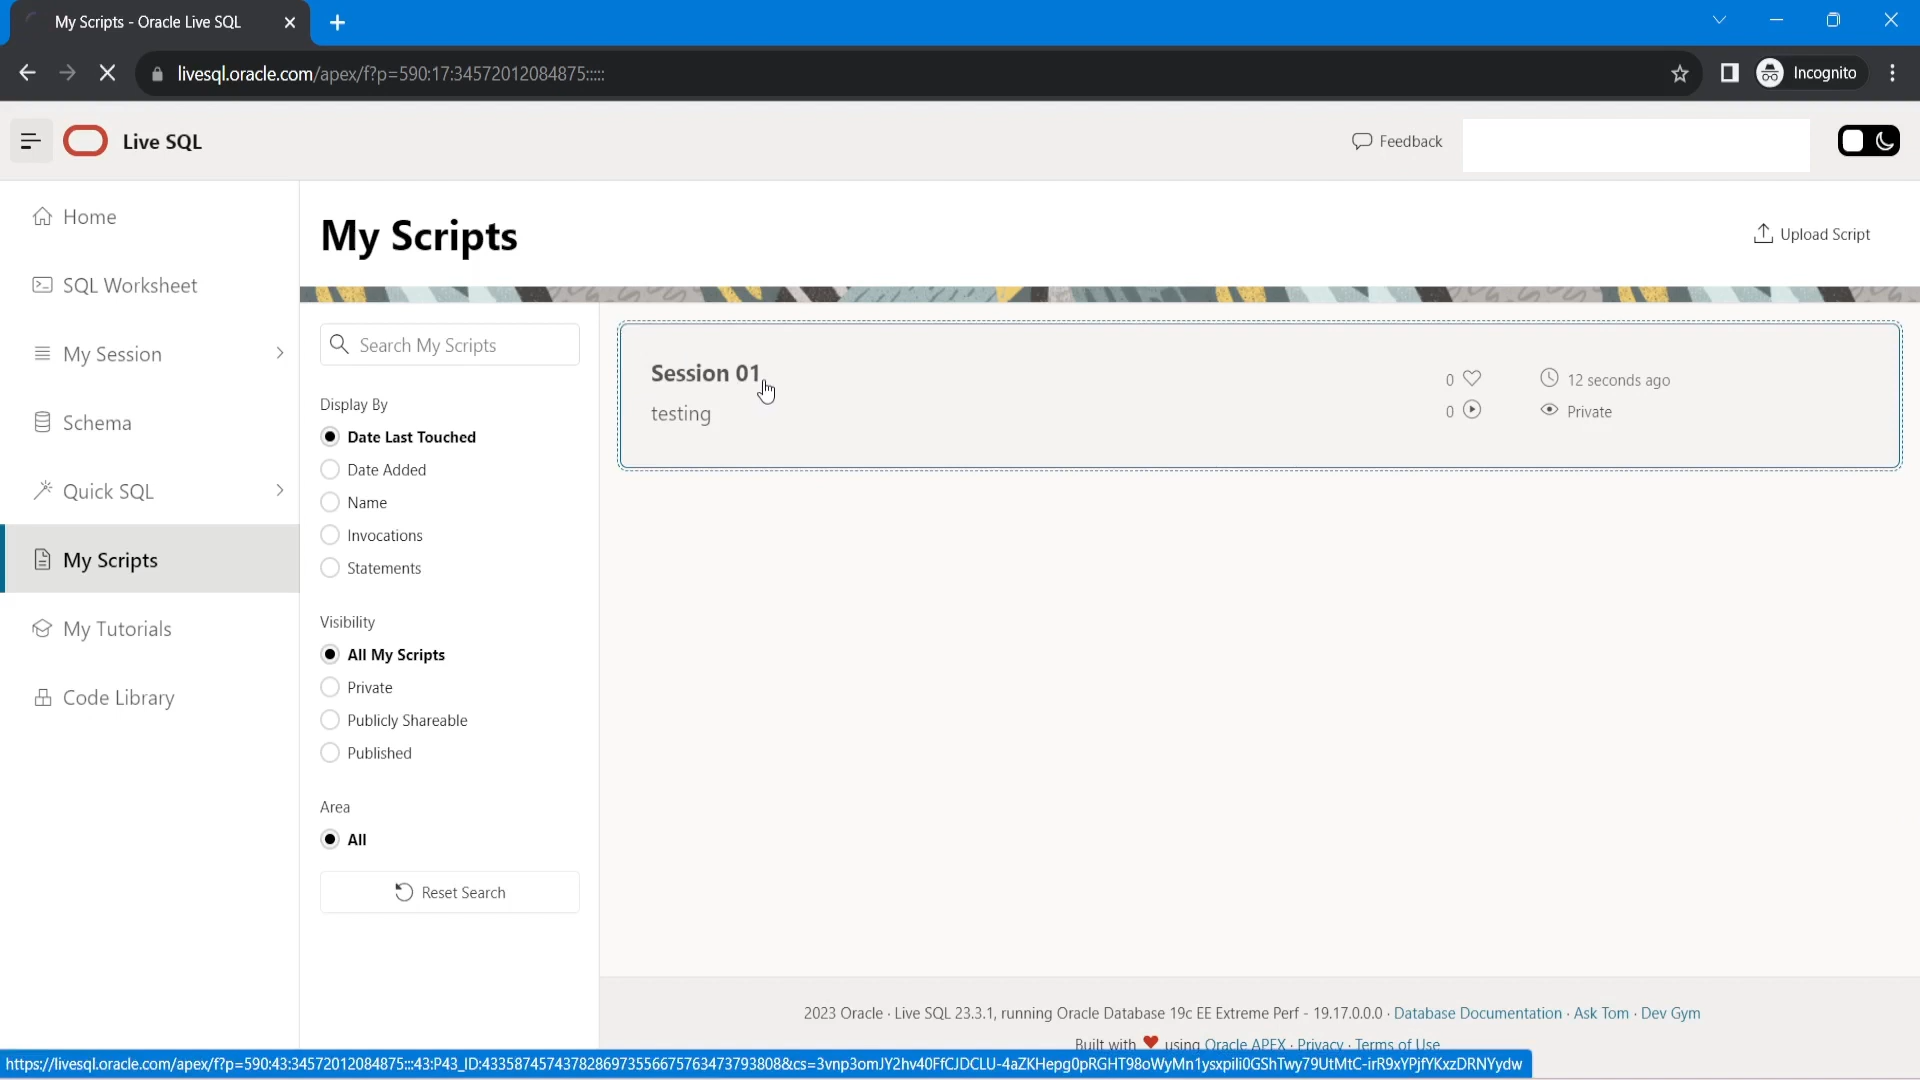 My Scripts - Oracle Live SQL
livesql.oracle.com/apex/f?p=590:17:34572012084875:::::
Incognito
Live SQL
Feedback
Home
SQL Worksheet
My Session
Schema
Quick SQL
My Scripts
My Tutorials
Code Library
My Scripts
Upload Script
Search My Scripts
Display By
Date Last Touched
Date Added
Name
Invocations
Statements
Visibility
All My Scripts
Private
Publicly Shareable
Published
Area
All
Reset Search
Session 01
testing
0
0
12 seconds ago
Private
2023 Oracle · Live SQL 23.3.1, running Oracle Database 19c EE Extreme Perf - 19.17.0.0.0 · Database Documentation · Ask Tom · Dev Gym
Built with ❤ using Oracle APEX · Privacy · Terms of Use
https://livesql.oracle.com/apex/f?p=590:43:34572012084875:::43:P43_ID:4335874574378286973556675763473793808&cs=3vnp3omJY2hv40FfCJDCLU-4aZKHepg0pRGHT98oWyMn1ysxpili0GShTwy79UtMtC-irR9xYPjfYKxzDRNYydw